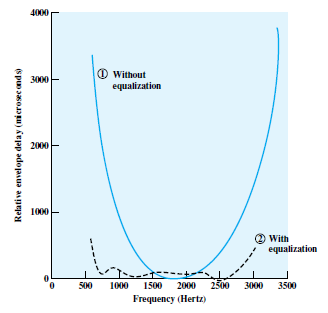 4000
3000
2000
1000
0
Relative envelope delay (microseconds)
1 Without
equalization
2 With
equalization
0 500 1000 1500 2000 2500 3000 3500
Frequency (Hertz)